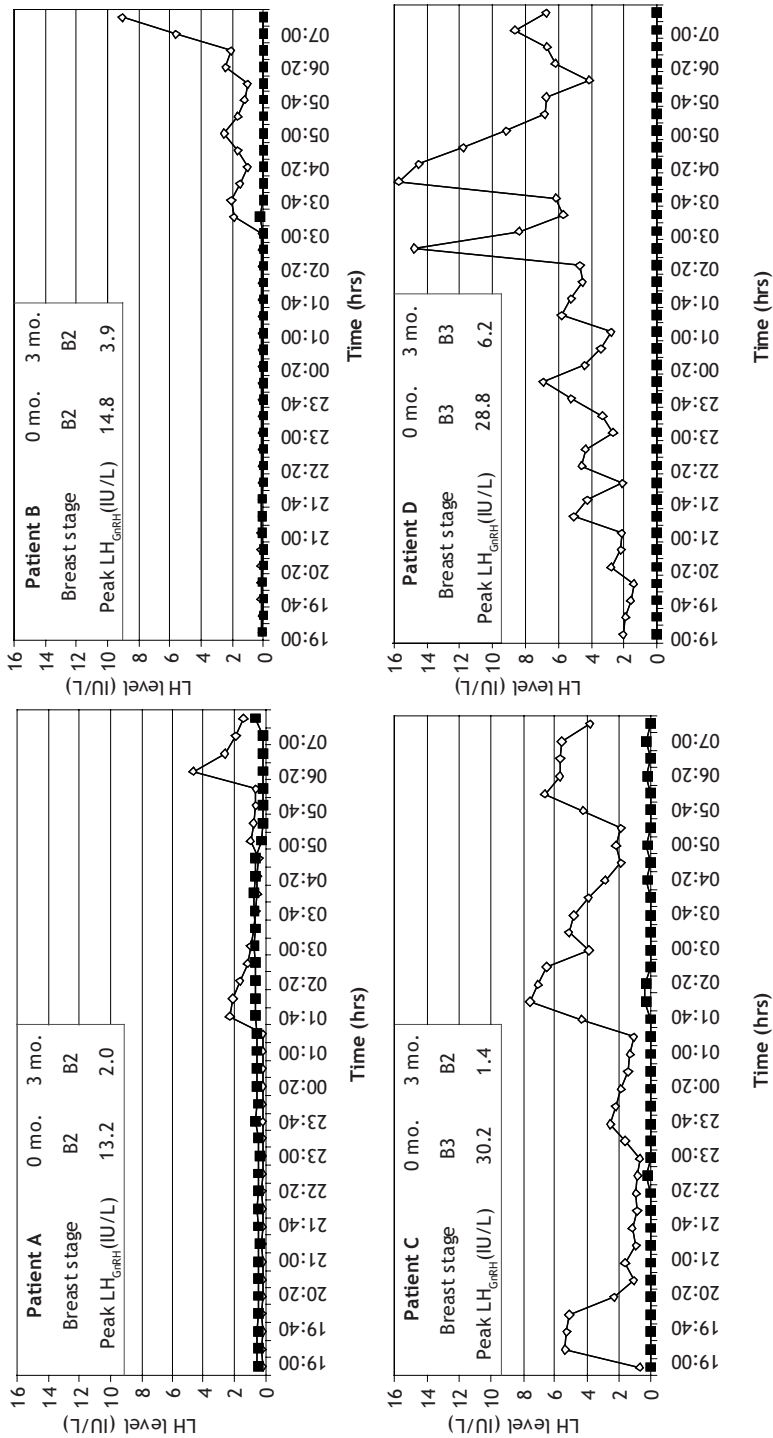 Patient A 0 mo. 3 mo.
Breast stage B2 B2
Peak LH_GnRH(IU/L) 13.2 2.0
LH level (IU/L)
16
14
12
10
8
6
4
2
0
19:00 19:40 20:20 21:00 21:40 22:20 23:00 23:40 00:20 01:00 01:40 02:20 03:00 03:40 04:20 05:00 05:40 06:20 07:00
Time (hrs)
Patient B 0 mo. 3 mo.
Breast stage B2 B2
Peak LH_GnRH(IU/L) 14.8 3.9
LH level (IU/L)
16
14
12
10
8
6
4
2
0
19:00 19:40 20:20 21:00 21:40 22:20 23:00 23:40 00:20 01:00 01:40 02:20 03:00 03:40 04:20 05:00 05:40 06:20 07:00
Time (hrs)
Patient C 0 mo. 3 mo.
Breast stage B3 B2
Peak LH_GnRH(IU/L) 30.2 1.4
LH level (IU/L)
16
14
12
10
8
6
4
2
0
19:00 19:40 20:20 21:00 21:40 22:20 23:00 23:40 00:20 01:00 01:40 02:20 03:00 03:40 04:20 05:00 05:40 06:20 07:00
Time (hrs)
Patient D 0 mo. 3 mo.
Breast stage B3 B3
Peak LH_GnRH(IU/L) 28.8 6.2
LH level (IU/L)
16
14
12
10
8
6
4
2
0
19:00 19:40 20:20 21:00 21:40 22:20 23:00 23:40 00:20 01:00 01:40 02:20 03:00 03:40 04:20 05:00 05:40 06:20 07:00
Time (hrs)